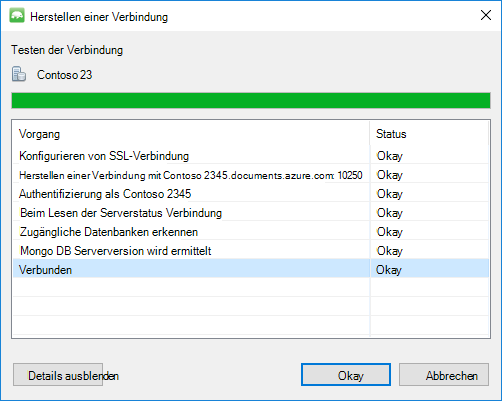 Herstellen einer Verbindung
Testen der Verbindung
Contoso 23
Vorgang Status
Konfigurieren von SSL-Verbindung Okay
Herstellen einer Verbindung mit Contoso 2345.documents.azure.com: 10250 Okay
Authentifizierung als Contoso 2345 Okay
Beim Lesen der Serverstatus Verbindung Okay
Zugängliche Datenbanken erkennen Okay
Mongo DB Serverversion wird ermittelt Okay
Verbunden Okay
Details ausblenden Okay Abbrechen